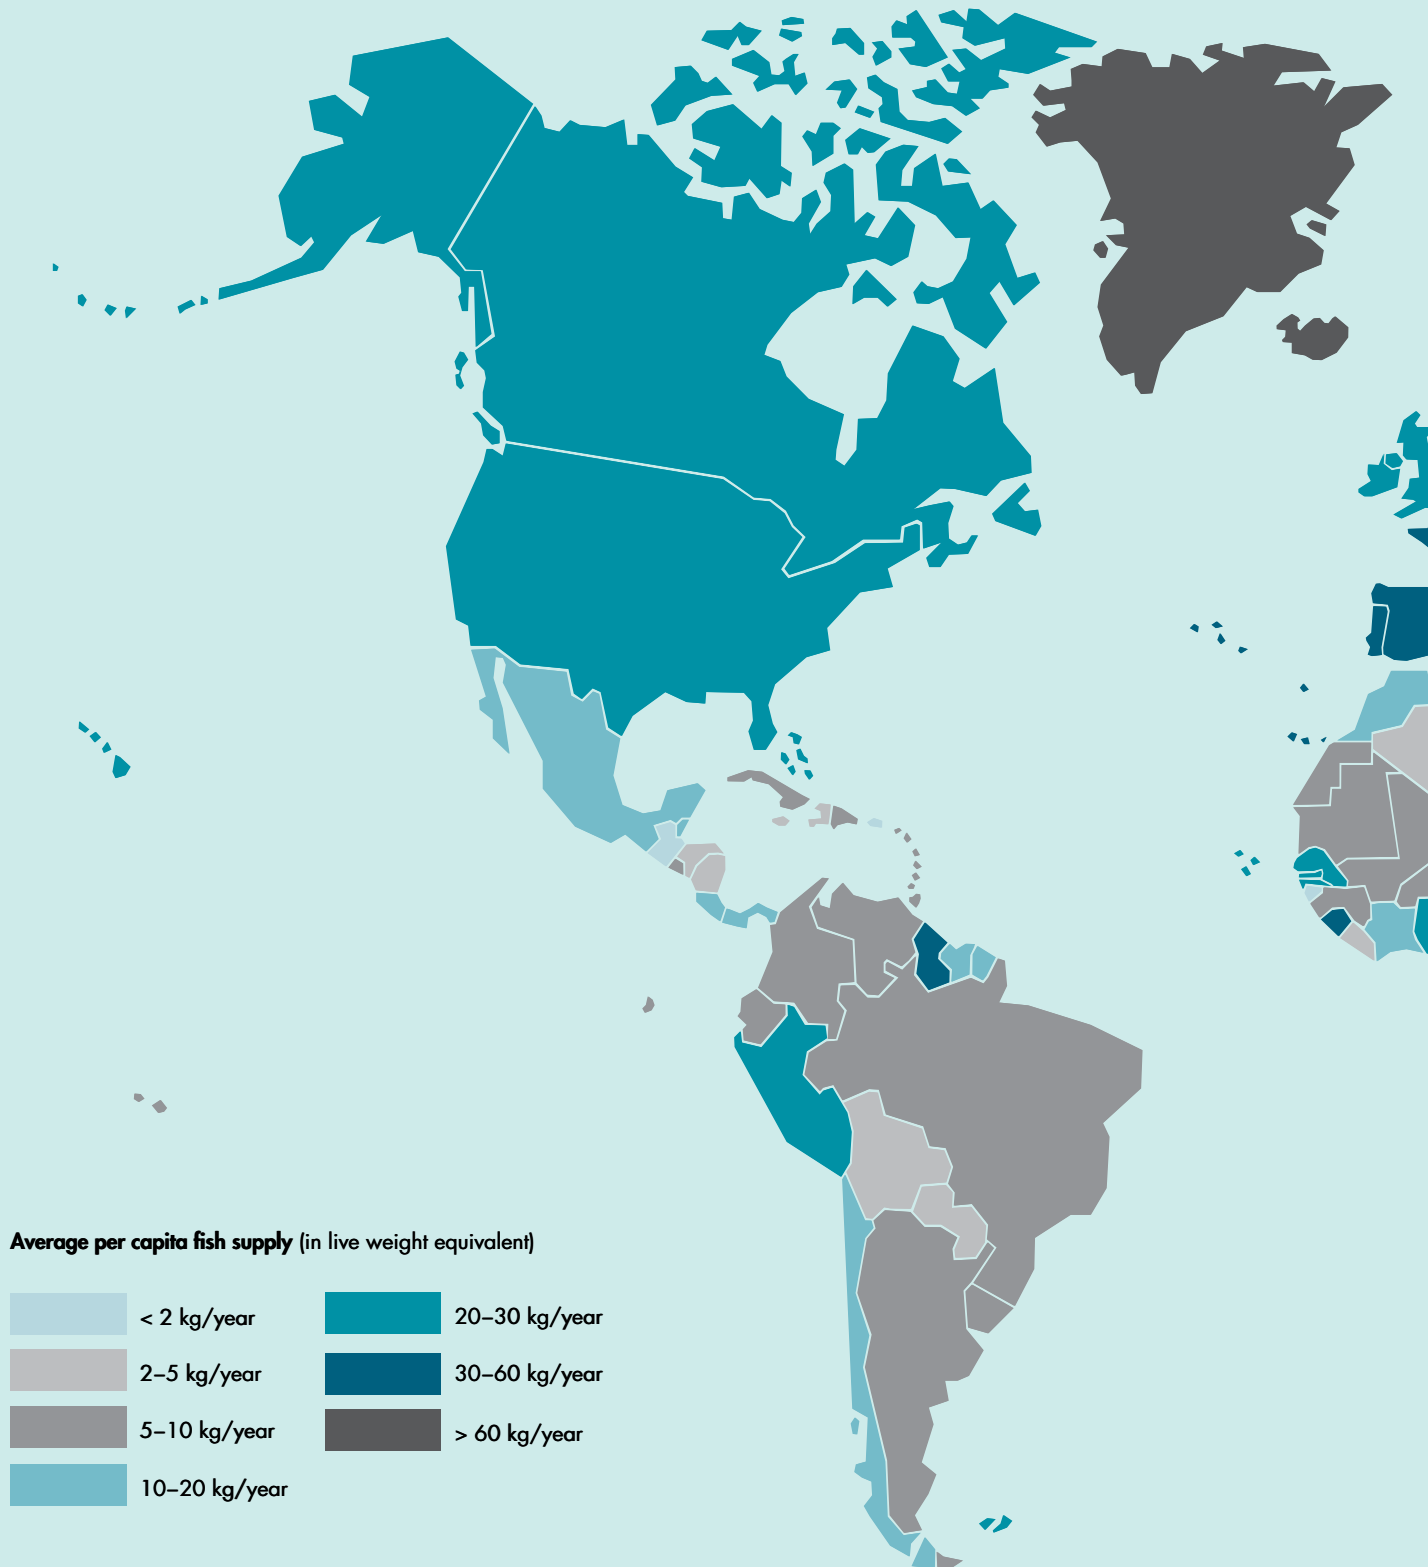 Average per capita fish supply (in live weight equivalent)
< 2 kg/year
2–5 kg/year
5–10 kg/year
10–20 kg/year
20–30 kg/year
30–60 kg/year
> 60 kg/year